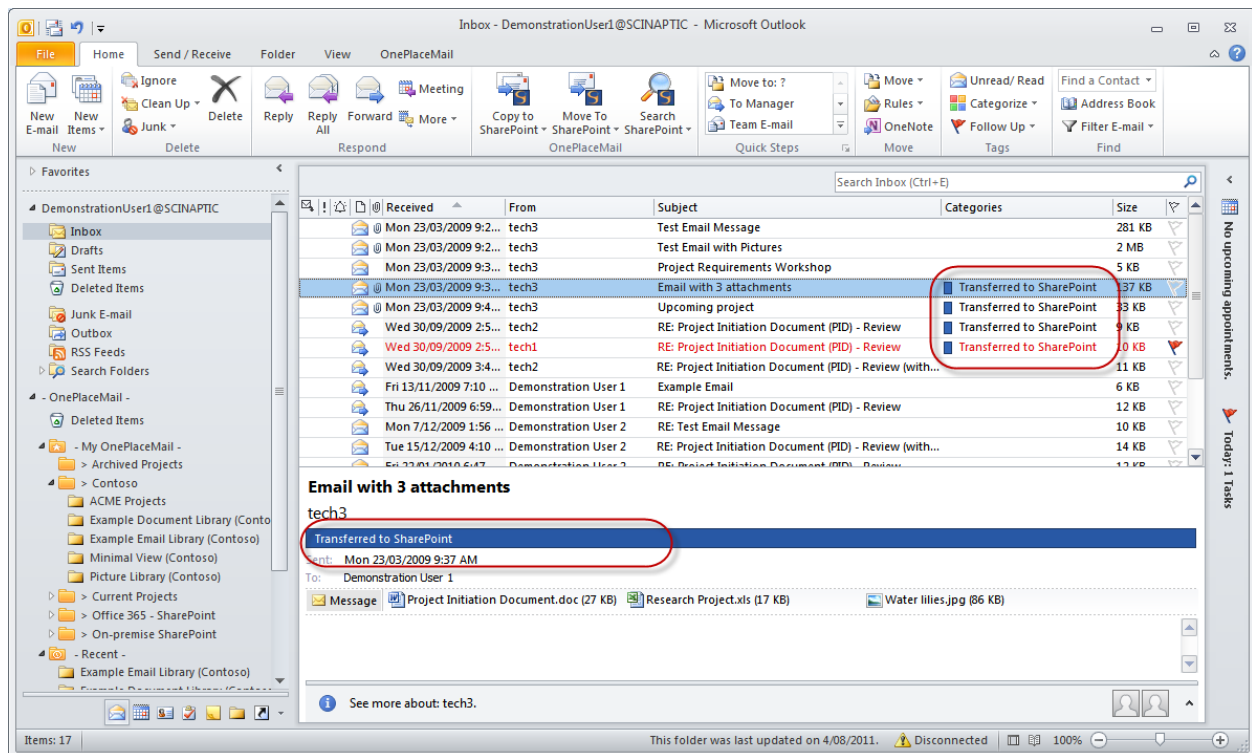 Inbox - DemonstrationUser1@SCINAPTIC - Microsoft Outlook
File Home Send / Receive Folder View OnePlaceMail
New E-mail
New Items
New
Ignore
Clean Up
Junk
Delete
Delete
Reply
Reply All
Forward
Meeting
More
Respond
Copy to SharePoint
Move To SharePoint
Search SharePoint
OnePlaceMail
Move to: ?
To Manager
Team E-mail
Quick Steps
Move
Rules
OneNote
Move
Unread/ Read
Categorize
Follow Up
Tags
Find a Contact
Address Book
Filter E-mail
Find
Favorites
DemonstrationUser1@SCINAPTIC
Inbox
Drafts
Sent Items
Deleted Items
Junk E-mail
Outbox
RSS Feeds
Search Folders
- OnePlaceMail -
Deleted Items
- My OnePlaceMail -
> Archived Projects
> Contoso
ACME Projects
Example Document Library (Conto
Example Email Library (Contoso)
Minimal View (Contoso)
Picture Library (Contoso)
> Current Projects
> Office 365 - SharePoint
> On-premise SharePoint
- Recent -
Example Email Library (Contoso)
Search Inbox (Ctrl+E)
Received From Subject Categories Size
Mon 23/03/2009 9:2... tech3 Test Email Message 281 KB
Mon 23/03/2009 9:2... tech3 Test Email with Pictures 2 MB
Mon 23/03/2009 9:3... tech3 Project Requirements Workshop 5 KB
Mon 23/03/2009 9:3... tech3 Email with 3 attachments Transferred to SharePoint 137 KB
Mon 23/03/2009 9:4... tech3 Upcoming project Transferred to SharePoint 33 KB
Wed 30/09/2009 2:5... tech2 RE: Project Initiation Document (PID) - Review Transferred to SharePoint 9 KB
Wed 30/09/2009 2:5... tech1 RE: Project Initiation Document (PID) - Review Transferred to SharePoint 10 KB
Wed 30/09/2009 3:4... tech2 RE: Project Initiation Document (PID) - Review (with... 11 KB
Fri 13/11/2009 7:10 ... Demonstration User 1 Example Email 6 KB
Thu 26/11/2009 6:59... Demonstration User 1 RE: Project Initiation Document (PID) - Review 12 KB
Mon 7/12/2009 1:56 ... Demonstration User 2 RE: Test Email Message 10 KB
Tue 15/12/2009 4:10 ... Demonstration User 2 RE: Project Initiation Document (PID) - Review (with... 14 KB
Fri 22/01/2010 6:47 Demonstration User 2 RE: Project Initiation Document (PID) - Review 12 KB
Email with 3 attachments
tech3
Transferred to SharePoint
Sent: Mon 23/03/2009 9:37 AM
To: Demonstration User 1
Message Project Initiation Document.doc (27 KB) Research Project.xls (17 KB) Water lilies.jpg (86 KB)
See more about: tech3.
No upcoming appointments.
Today: 1 Tasks
Items: 17 This folder was last updated on 4/08/2011. Disconnected 100%